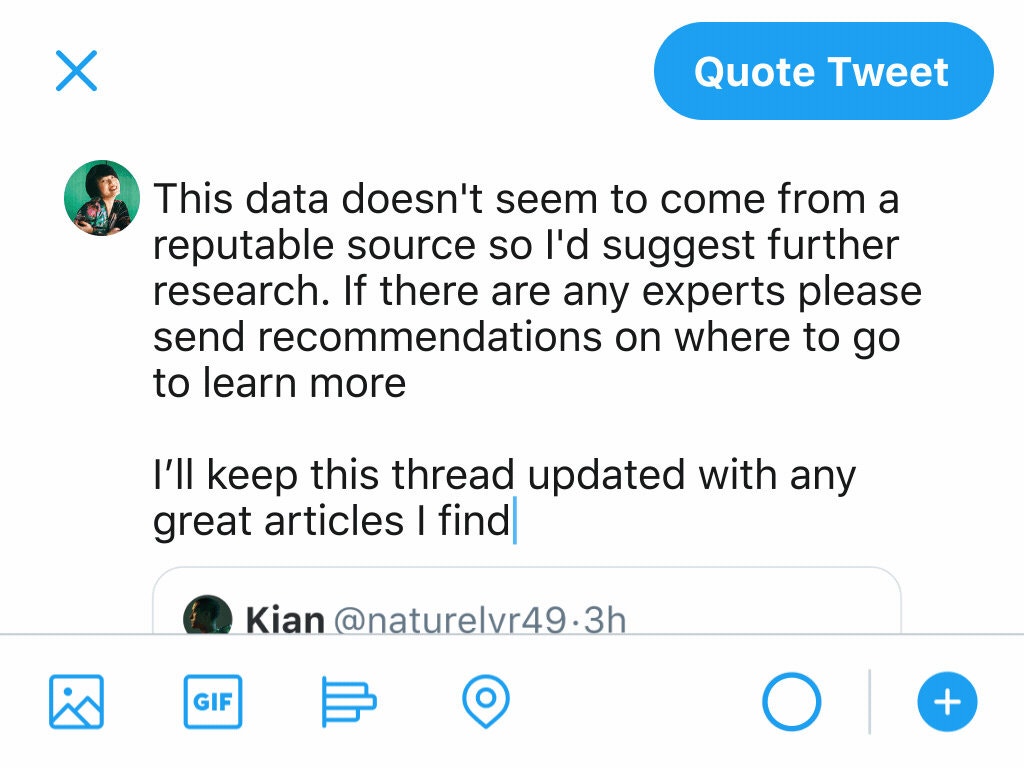 Quote Tweet
This data doesn't seem to come from a
reputable source so I'd suggest further
research. If there are any experts please
send recommendations on where to go
to learn more
I’ll keep this thread updated with any
great articles I find
Kian @naturelvr49·3h
GIF